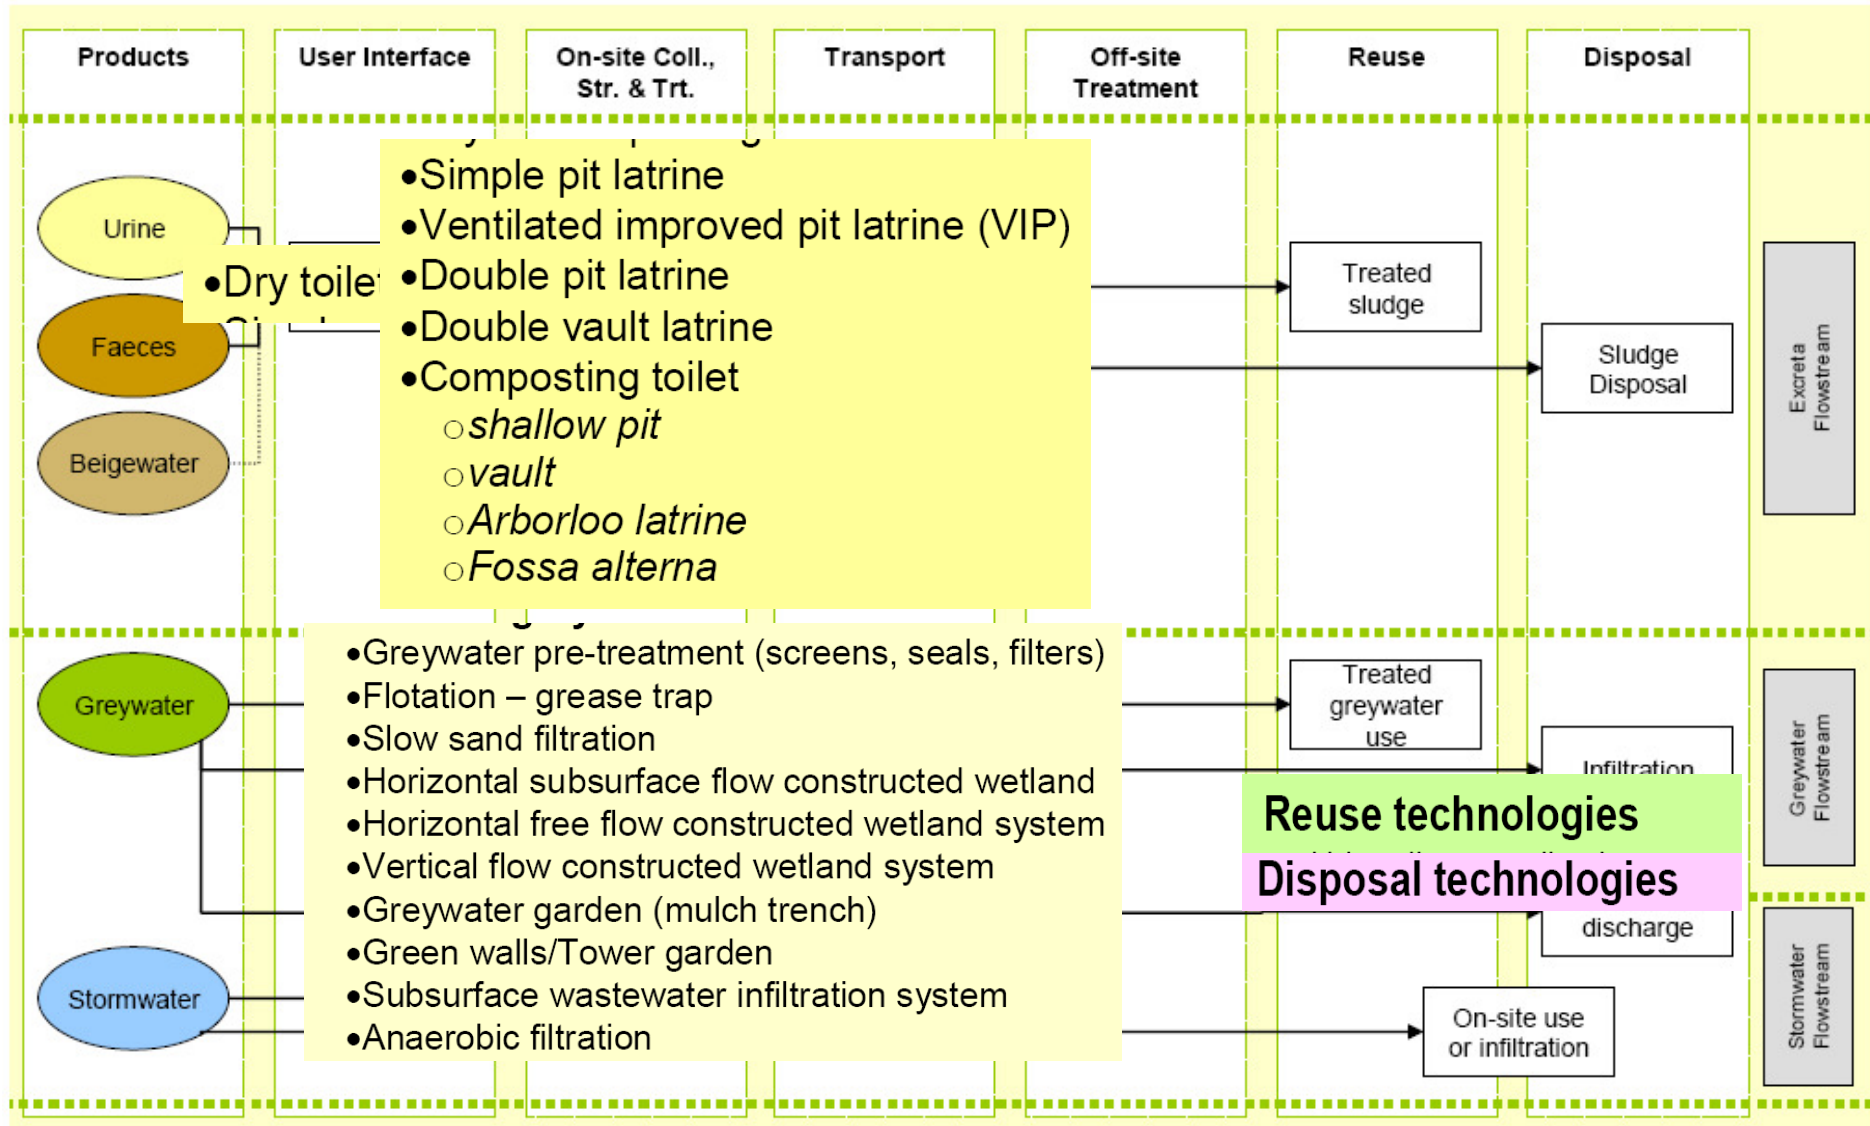 Products
User Interface
On-site Coll.,
Str. & Trt.
Transport
Off-site
Treatment
Reuse
Disposal
Urine
Faeces
Beigewater
•Dry toilet
•Simple pit latrine
•Ventilated improved pit latrine (VIP)
•Double pit latrine
•Double vault latrine
•Composting toilet
○shallow pit
○vault
○Arborloo latrine
○Fossa alterna
Treated
sludge
Sludge
Disposal
Excreta
Flowstream
Greywater
•Greywater pre-treatment (screens, seals, filters)
•Flotation – grease trap
•Slow sand filtration
•Horizontal subsurface flow constructed wetland
•Horizontal free flow constructed wetland system
•Vertical flow constructed wetland system
•Greywater garden (mulch trench)
•Green walls/Tower garden
•Subsurface wastewater infiltration system
•Anaerobic filtration
Treated
greywater
use
Infiltration
Reuse technologies
Disposal technologies
discharge
Greywater
Flowstream
Stormwater
On-site use
or infiltration
Stormwater
Flowstream